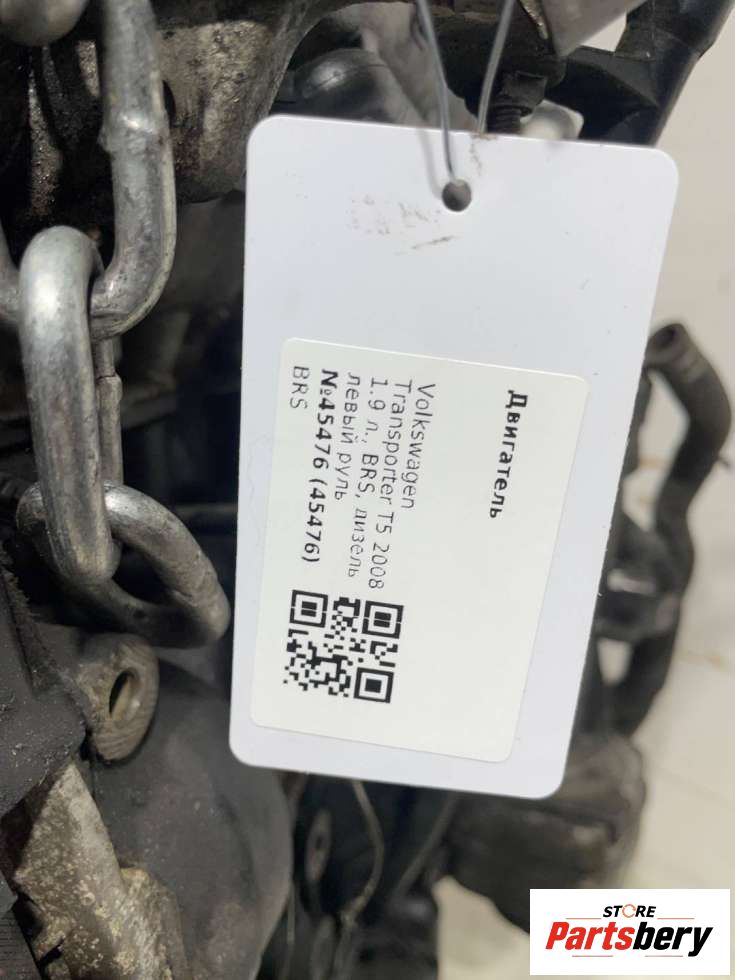 Двигатель
Volkswagen
Transporter T5 2008
1.9 л., BRS, дизель
левый руль
№45476 (45476)
BRS
STORE
Partsbery